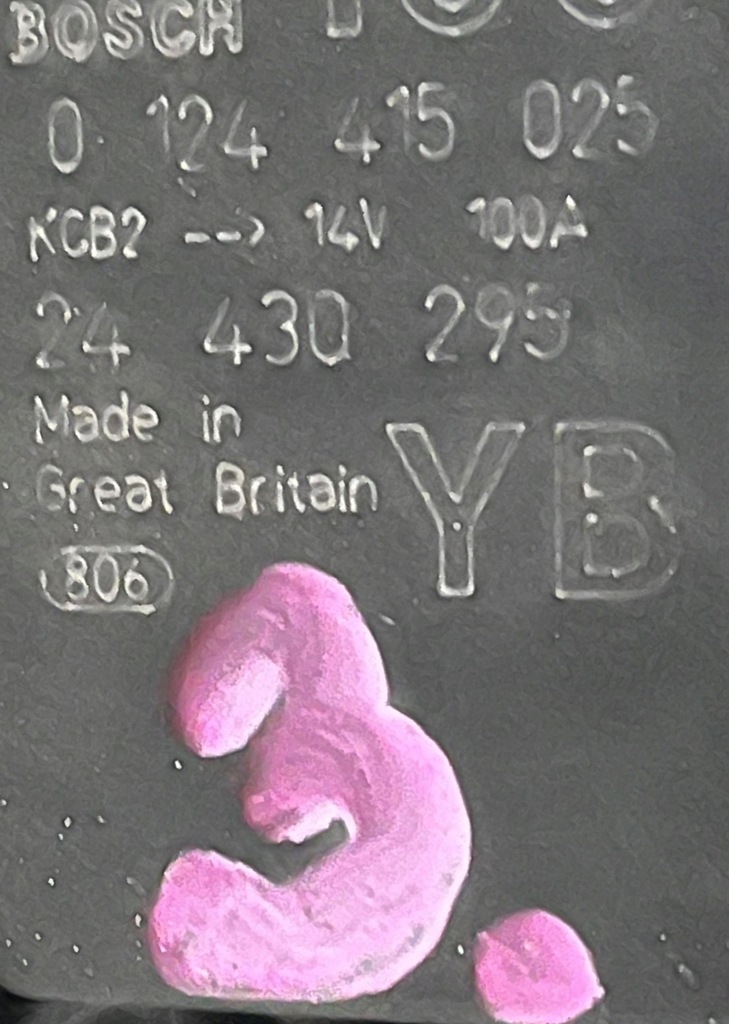 BOSCH
0 124 415 025
KCB2 --> 14V 100A
24 430 295
Made in
Great Britain
YB
806
3.